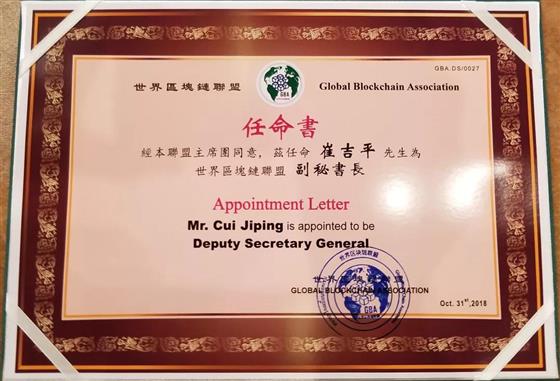 GBA.DS/0027
世界區塊鏈聯盟 GBA Global Blockchain Association
任命書
經本聯盟主席團同意，茲任命 崔吉平 先生為
世界區塊鏈聯盟 副秘書長
Appointment Letter
Mr. Cui Jiping is appointed to be
Deputy Secretary General
世界區塊鏈聯盟
GLOBAL BLOCKCHAIN ASSOCIATION
GBA
Oct. 31st,2018